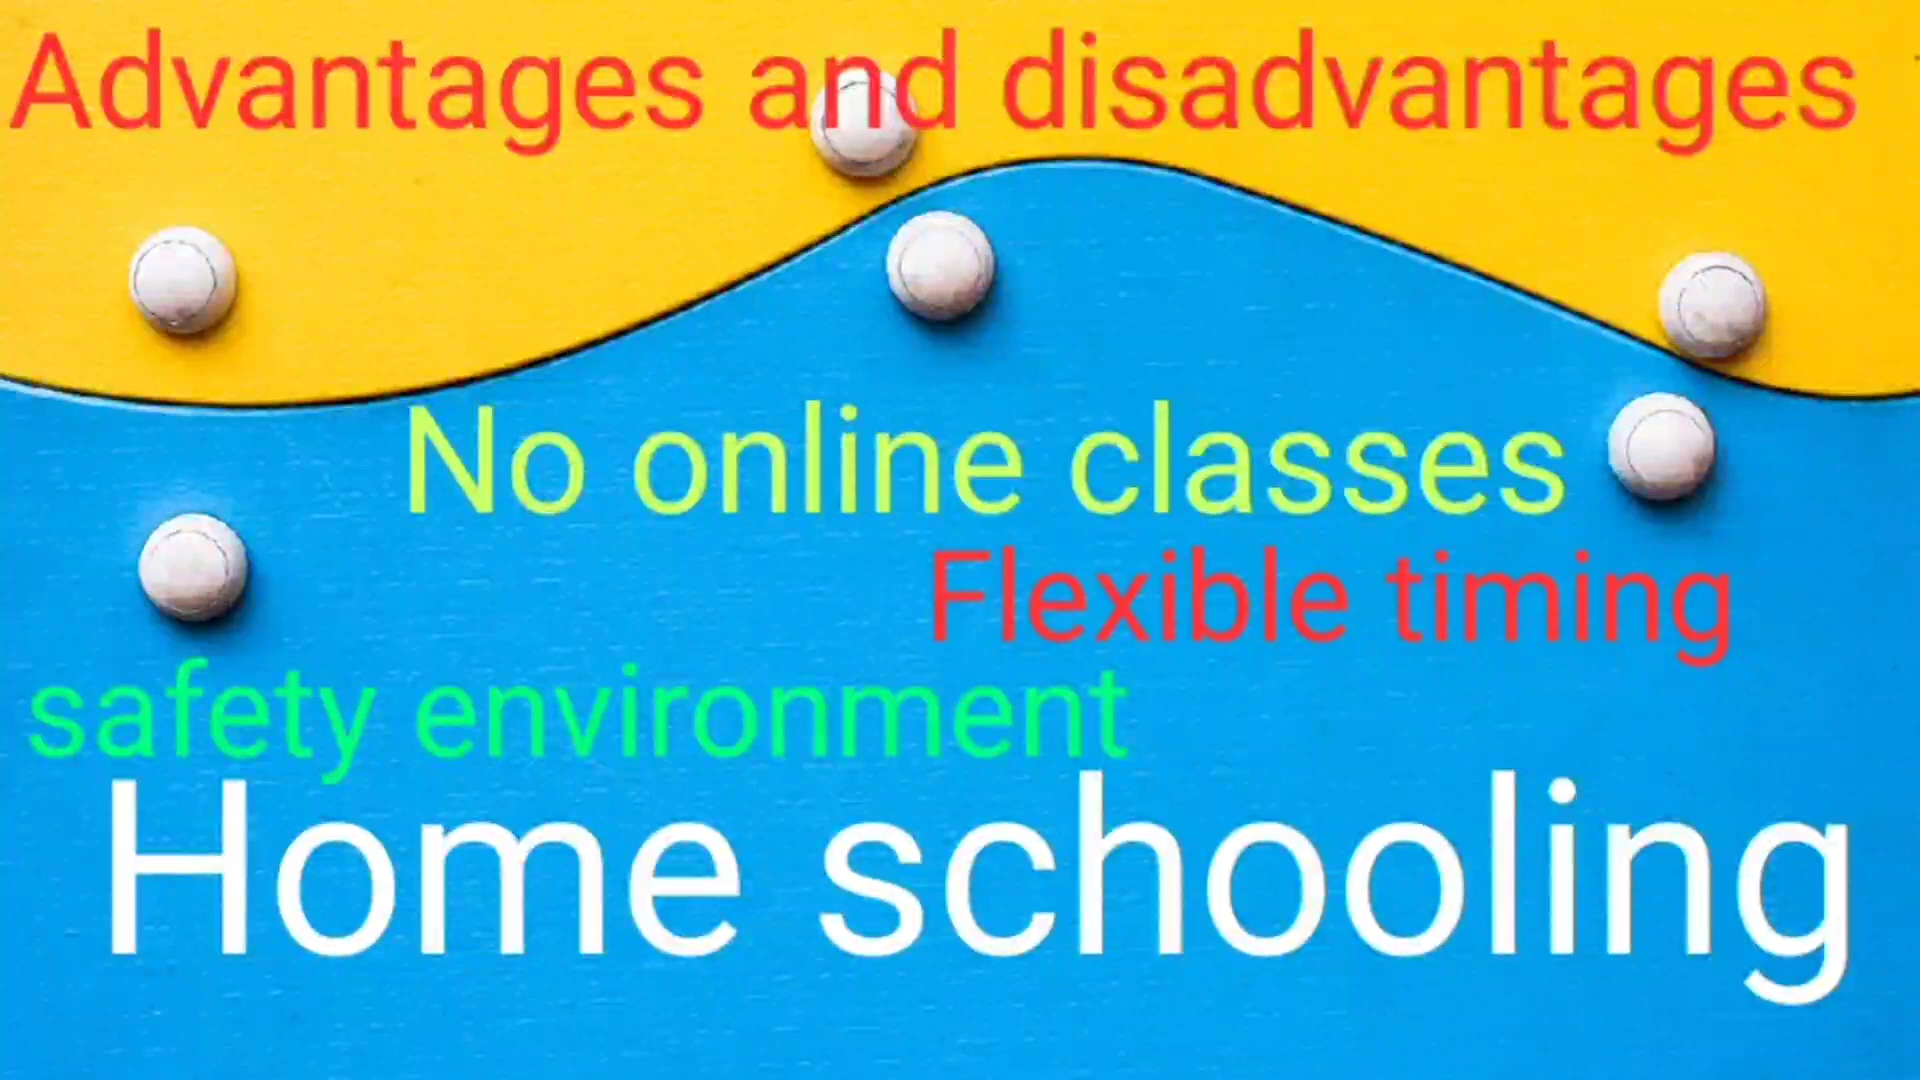 Advantages and disadvantages
No online classes
Flexible timing
safety environment
Home schooling